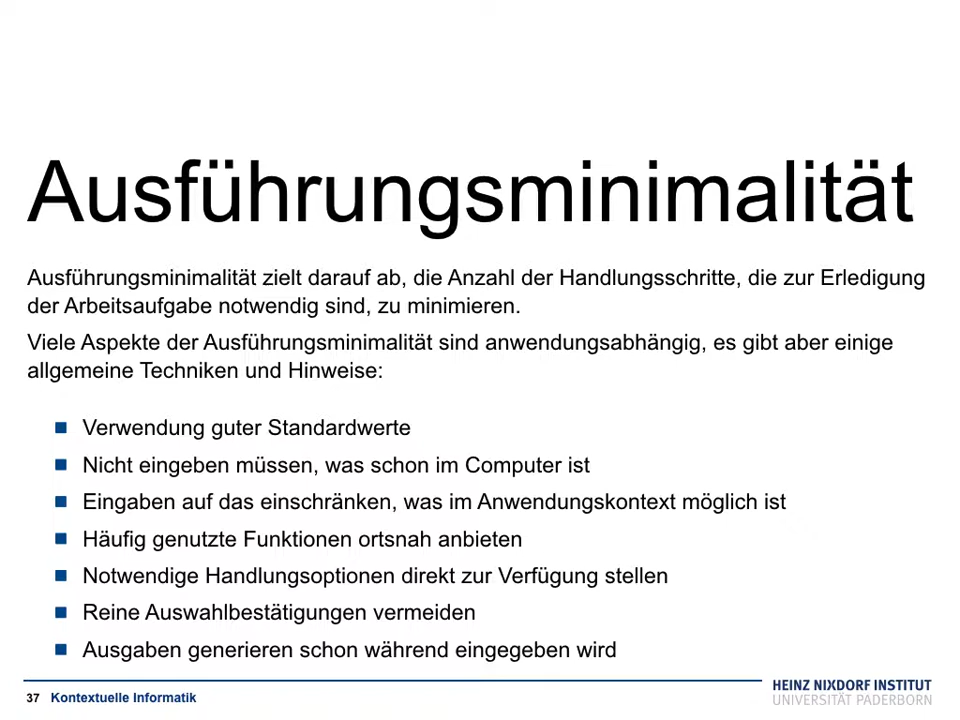 Ausführungsminimalität
Ausführungsminimalität zielt darauf ab, die Anzahl der Handlungsschritte, die zur Erledigung
der Arbeitsaufgabe notwendig sind, zu minimieren.
Viele Aspekte der Ausführungsminimalität sind anwendungsabhängig, es gibt aber einige
allgemeine Techniken und Hinweise:
Verwendung guter Standardwerte
Nicht eingeben müssen, was schon im Computer ist
Eingaben auf das einschränken, was im Anwendungskontext möglich ist
Häufig genutzte Funktionen ortsnah anbieten
Notwendige Handlungsoptionen direkt zur Verfügung stellen
Reine Auswahlbestätigungen vermeiden
Ausgaben generieren schon während eingegeben wird
37 Kontextuelle Informatik
HEINZ NIXDORF INSTITUT
UNIVERSITÄT PADERBORN